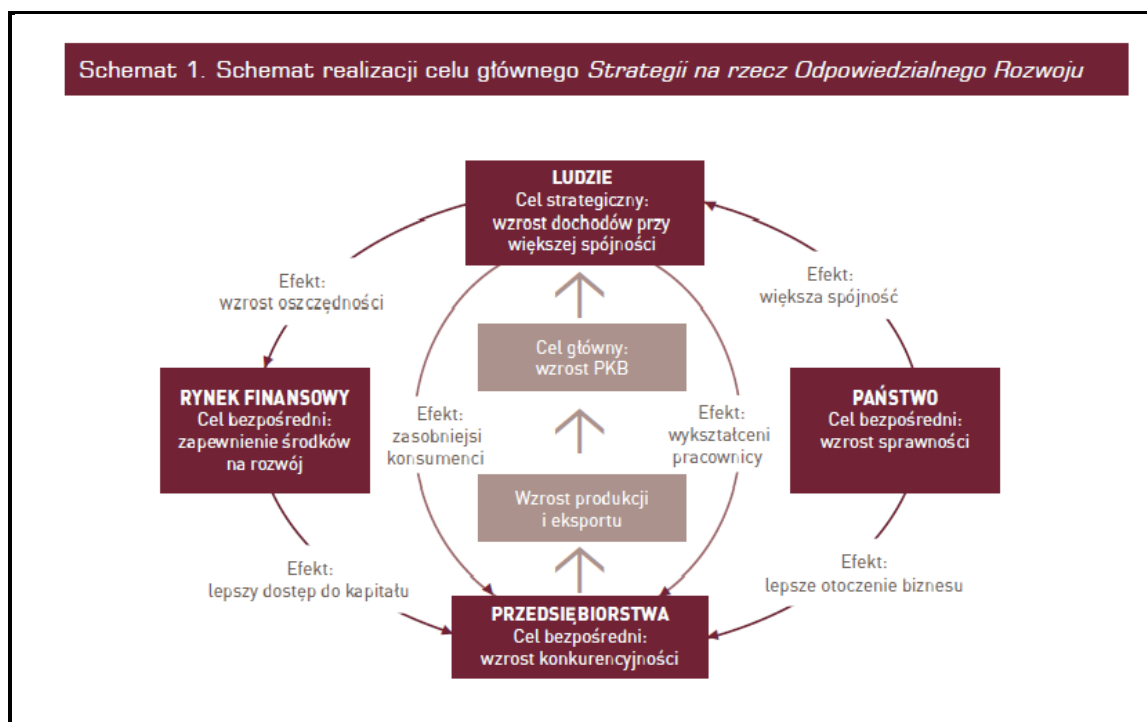 Schemat 1. Schemat realizacji celu głównego Strategii na rzecz Odpowiedzialnego Rozwoju
LUDZIE
Cel strategiczny:
wzrost dochodów przy
większej spójności
Efekt:
wzrost oszczędności
Efekt:
większa spójność
Cel główny:
wzrost PKB
RYNEK FINANSOWY
Cel bezpośredni:
zapewnienie środków
na rozwój
Efekt:
zasobniejsi
konsumenci
Efekt:
wykształceni
pracownicy
PAŃSTWO
Cel bezpośredni:
wzrost sprawności
Wzrost produkcji
i eksportu
Efekt:
lepszy dostęp do kapitału
Efekt:
lepsze otoczenie biznesu
PRZEDSIĘBIORSTWA
Cel bezpośredni:
wzrost konkurencyjności